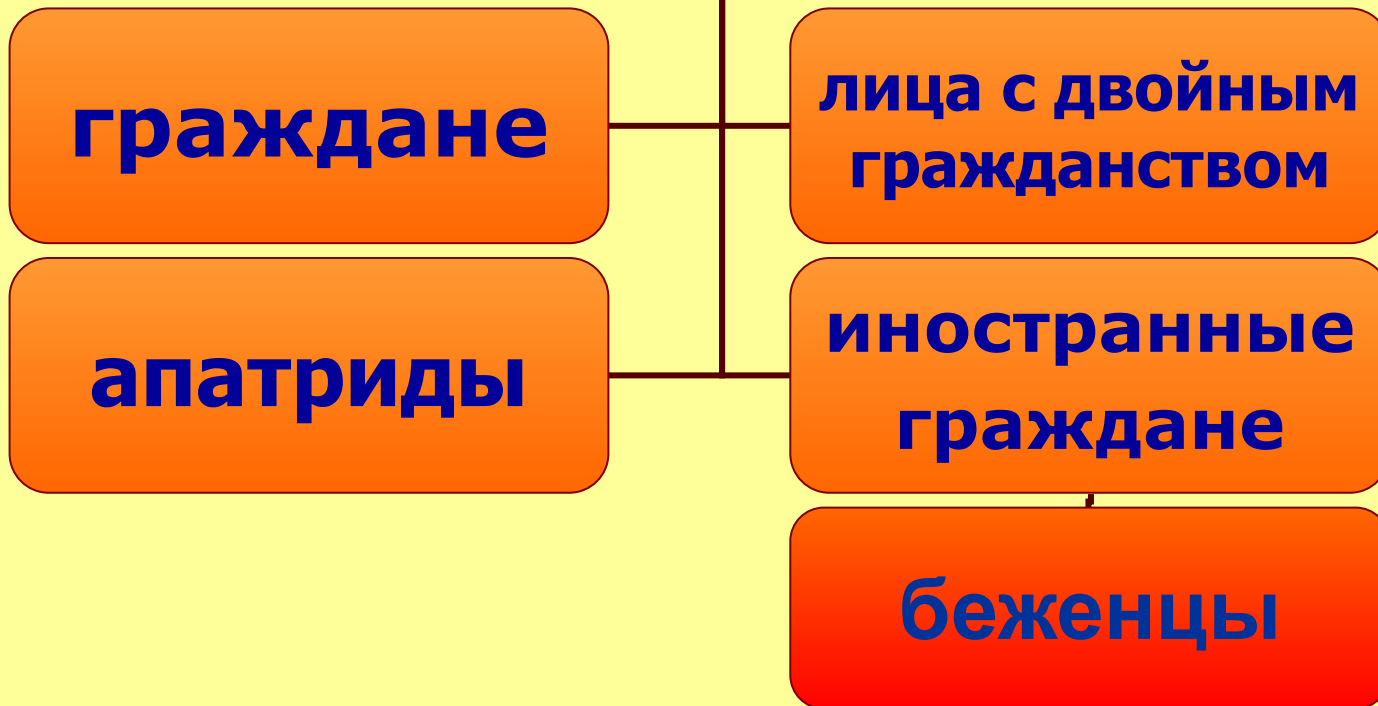 граждане
лица с двойным
гражданством
апатриды
иностранные
граждане
беженцы